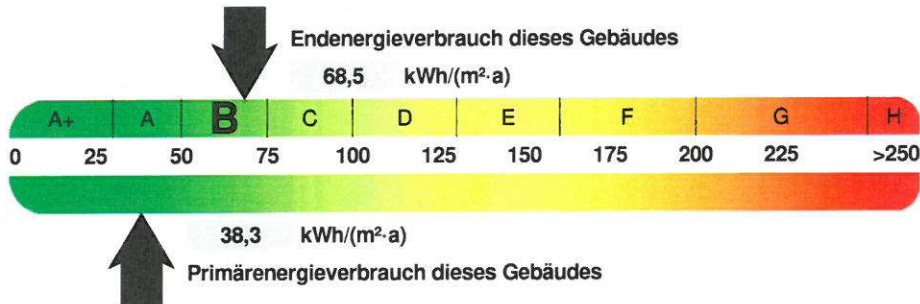 Endenergieverbrauch dieses Gebäudes
68,5 kWh/(m²·a)
A+ A B C D E F G H
0 25 50 75 100 125 150 175 200 225 >250
38,3 kWh/(m²·a)
Primärenergieverbrauch dieses Gebäudes